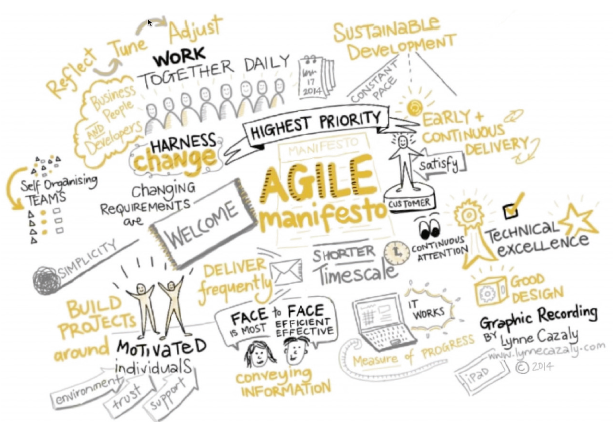 Reflect
Tune
Adjust
WORK
TOGETHER DAILY
Business
People
AND
Developers
17
2014
SUSTAINABLE
DEVELOPMENT
CONSTANT
PACE
HIGHEST PRIORITY
EARLY +
CONTINUOUS
DELIVERY
HARNESS
change
MANIFESTO
AGILE
manifesto
satisfy
CUSTOMER
Self Organising
TEAMS
CHANGING
REQUIREMENTS
are
WELCOME
SIMPLICITY
CONTINUOUS
ATTENTION
TECHNICAL
excellence
DELIVER
frequently
SHORTER
Timescale
BUILD
PROJECTS
around
MOTIVATED
individuals
environment
trust
support
FACE to FACE
IS MOST EFFICIENT
EFFECTIVE
conveying
INFORMATION
IT
WORKS
Measure of PROGRESS
GOOD
DESIGN
Graphic Recording
BY Lynne Cazaly
www.lynnecazaly.com
© 2014
iPAD